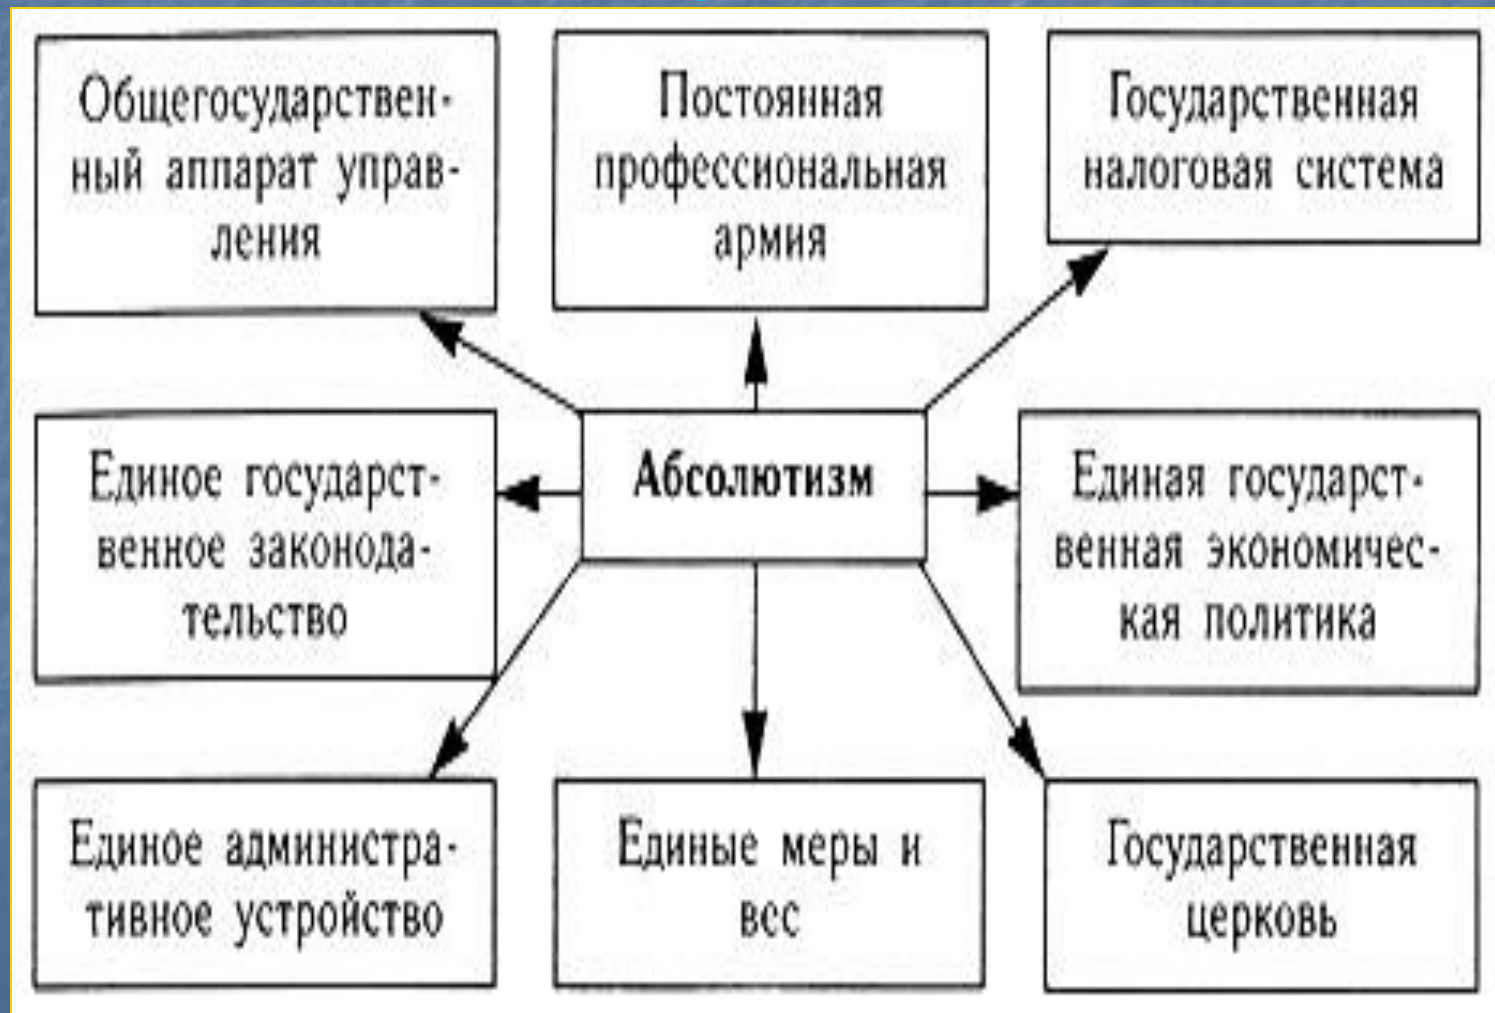 Общегосударствен-
ный аппарат управ-
ления
Постоянная
профессиональная
армия
Государственная
налоговая система
Единое государст-
венное законода-
тельство
Абсолютизм
Единая государст-
венная экономичес-
кая политика
Единое администра-
тивное устройство
Единые меры и
вес
Государственная
церковь